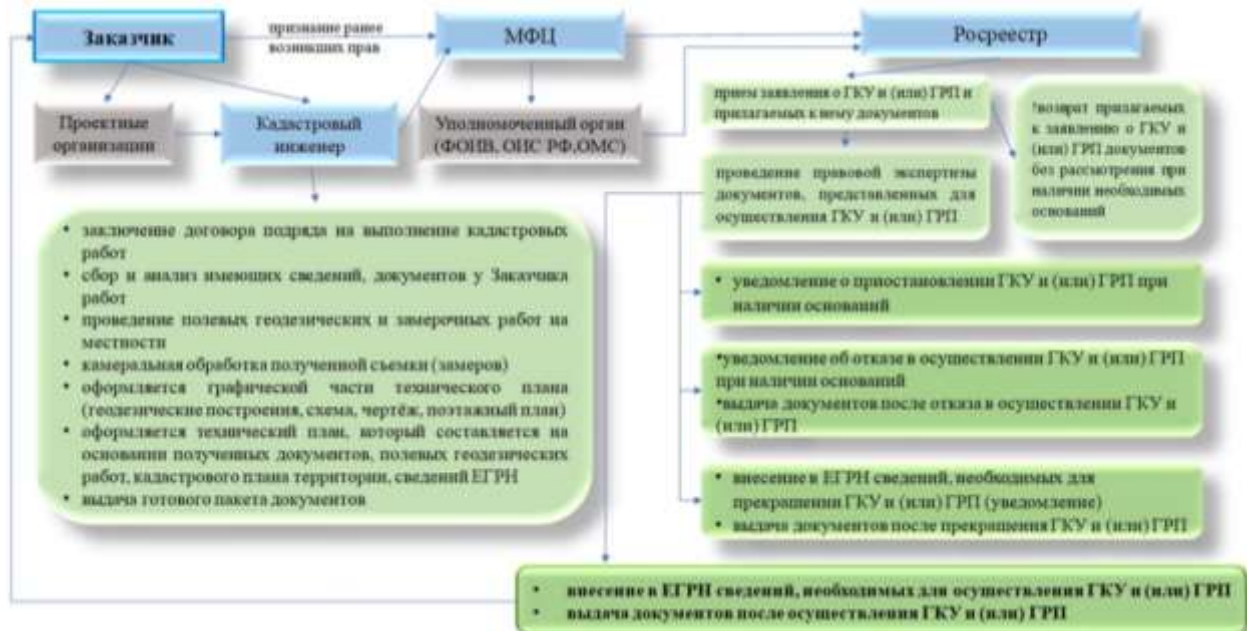 Заказчик
признание ранее
возникших прав
МФЦ
Росреестр
Проектные
организации
Кадастровый
инженер
Уполномоченный орган
(ФОИВ, ОИС РФ,ОМС)
прием заявления о ГКУ и (или) ГРП и
прилагаемых к нему документов
возврат прилагаемых
к заявлению о ГКУ и
(или) ГРП документов
без рассмотрения при
наличии необходимых
оснований
проведение правовой экспертизы
документов, представленных для
осуществления ГКУ и (или) ГРП
• заключение договора подряда на выполнение кадастровых
работ
• сбор и анализ имеющих сведений, документов у Заказчика
работ
• проведение полевых геодезических и замерочных работ на
местности
• камеральная обработка полученной съемки (замеров)
• оформляется графической части технического плана
(геодезические построения, схема, чертёж, поэтажный план)
• оформляется технический план, который составляется на
основании полученных документов, полевых геодезических
работ, кадастрового плана территории, сведений ЕГРН
• выдача готового пакета документов
• уведомление о приостановлении ГКУ и (или) ГРП при
наличии оснований
•уведомление об отказе в осуществлении ГКУ и (или) ГРП
при наличии оснований
•выдача документов после отказа в осуществлении ГКУ и
(или) ГРП
• внесение в ЕГРН сведений, необходимых для
прекращении ГКУ и (или) ГРП (уведомление)
• выдача документов после прекращения ГКУ и (или) ГРП
• внесение в ЕГРН сведений, необходимых для осуществления ГКУ и (или) ГРП
• выдача документов после осуществления ГКУ и (или) ГРП